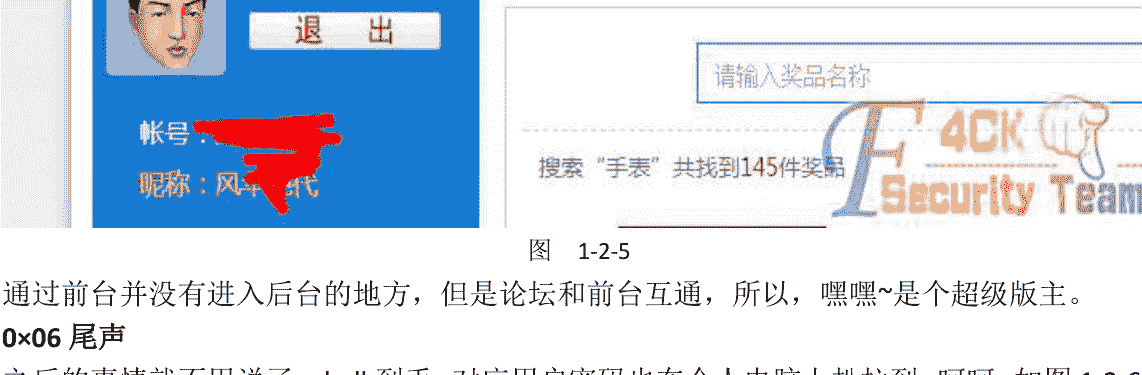 退 出
请输入奖品名称
帐号：
昵称：风 代
搜索“手表”共找到145件奖品
F4CK
Security Team
图 1-2-5
通过前台并没有进入后台的地方，但是论坛和前台互通，所以，嘿嘿~是个超级版主。
0×06 尾声